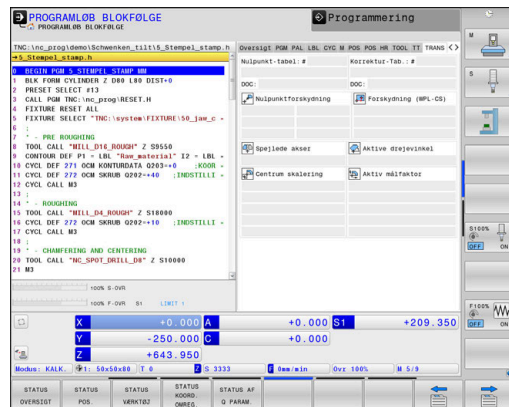 PROGRAMLØB BLOKFØLGE
PROGRAMLØB BLOKFØLGE
Programmering
TNC:\nc_prog\demo\Schwenken_tilt\5_Stempel_stamp.h
→5_Stempel_stamp.h
0 BEGIN PGM 5_STEMPEL_STAMP MM
1 BLK FORM CYLINDER Z D80 L80 DIST+0
2 PRESET SELECT #13
3 CALL PGM TNC:\nc_prog\RESET.H
4 FIXTURE RESET ALL
5 FIXTURE SELECT "TNC:\system\FIXTURE\50_jaw_c
6 ;
7 * - PRE ROUGHING
8 TOOL CALL "MILL_D16_ROUGH" Z S9550
9 CONTOUR DEF P1 = LBL "Raw_material" I2 = LBL
10 CYCL DEF 271 OCM KONTURDATA Q203=+0 ;KOOR
11 CYCL DEF 272 OCM SKRUB Q202=+40 ;INDSTILLI
12 CYCL CALL M3
13 ;
14 * - ROUGHING
15 TOOL CALL "MILL_D4_ROUGH" Z S18000
16 CYCL DEF 272 OCM SKRUB Q202=+10 ;INDSTILLI
17 CYCL CALL M3
18 ;
19 * - CHAMFERING AND CENTERING
20 TOOL CALL "NC_SPOT_DRILL_D8" Z S10000
21 M3
Oversigt PGM PAL LBL CYC M POS POS HR TOOL TT TRANS
Nulpunkt-tabel: #
Korrektur-Tab.: #
DOC:
DOC:
Nulpunktforskydning
Forskydning (WPL-CS)
Spejlede akser
Aktive drejevinkel
Centrum skalering
Aktiv målfaktor
100% S-OVR
100% F-OVR S1 LIMIT 1
X +0.000 A +0.000 S1 +209.350
Y -250.000 C +0.000
Z +643.950
Modus: KALK. 1: 50x50x80 T 0 Z S 3333 F 0mm/min Ovr 100% M 5/9
STATUS OVERSIGT
STATUS POS.
STATUS VÆRKTØJ
STATUS KOORD. OMREG.
STATUS AF Q PARAM.
M
S
S100%
OFF ON
F100%
OFF ON